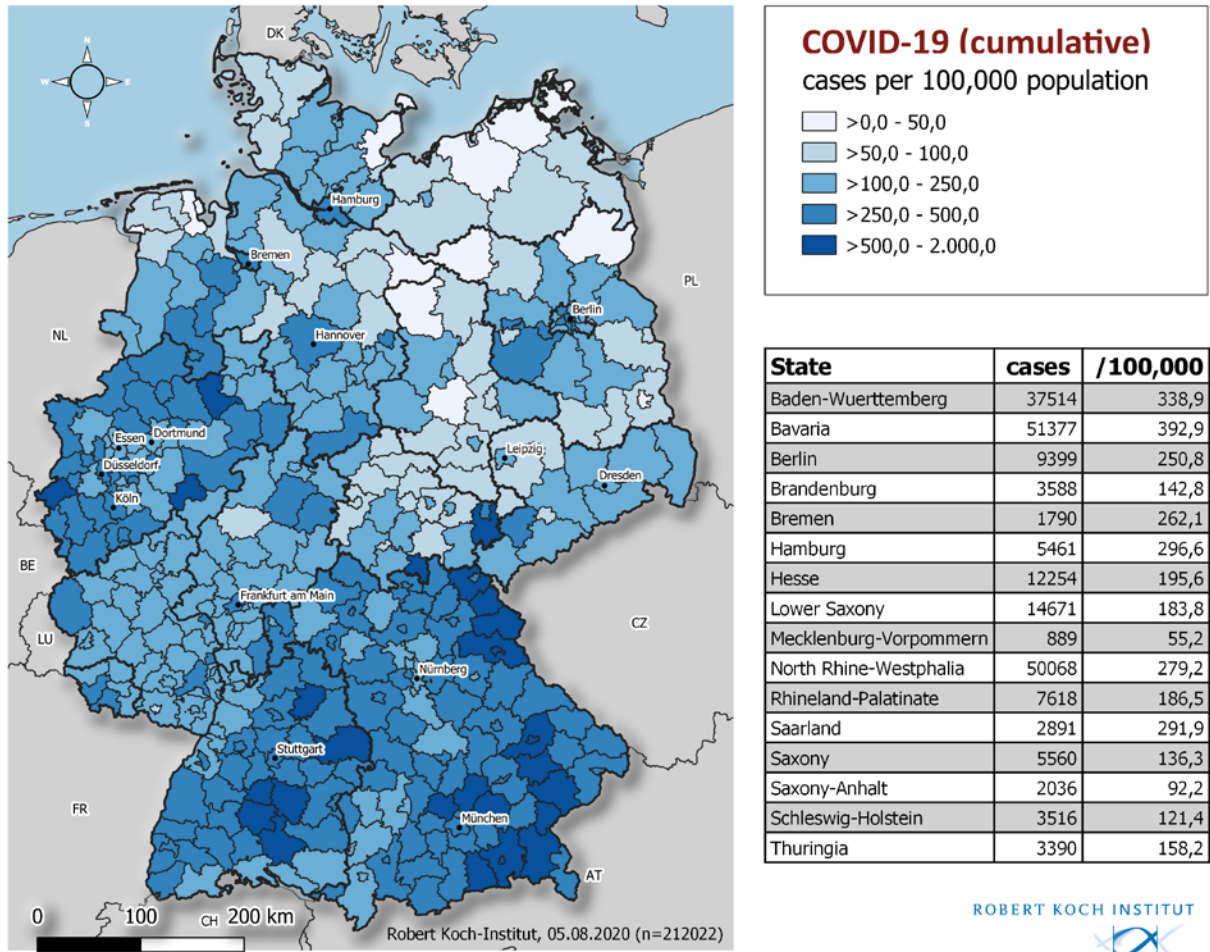 DK
N
W
E
S
Hamburg
Bremen
PL
Berlin
NL
Hannover
Essen
Dortmund
Leipzig
Düsseldorf
Dresden
Köln
BE
Frankfurt am Main
CZ
LU
Nürnberg
Stuttgart
FR
München
AT
0 100 200 km
CH
Robert Koch-Institut, 05.08.2020 (n=212022)
COVID-19 (cumulative)
cases per 100,000 population
>0,0 - 50,0
>50,0 - 100,0
>100,0 - 250,0
>250,0 - 500,0
>500,0 - 2.000,0
State cases /100,000
Baden-Wuerttemberg 37514 338,9
Bavaria 51377 392,9
Berlin 9399 250,8
Brandenburg 3588 142,8
Bremen 1790 262,1
Hamburg 5461 296,6
Hesse 12254 195,6
Lower Saxony 14671 183,8
Mecklenburg-Vorpommern 889 55,2
North Rhine-Westphalia 50068 279,2
Rhineland-Palatinate 7618 186,5
Saarland 2891 291,9
Saxony 5560 136,3
Saxony-Anhalt 2036 92,2
Schleswig-Holstein 3516 121,4
Thuringia 3390 158,2
ROBERT KOCH INSTITUT